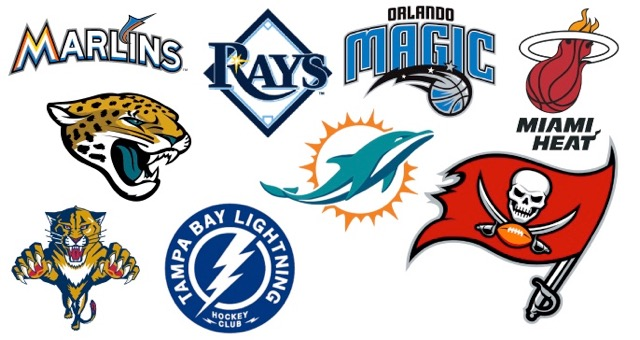 MARLINS
RAYS
ORLANDO
MAGIC
MIAMI
HEAT
TAMPA BAY LIGHTNING
HOCKEY
CLUB